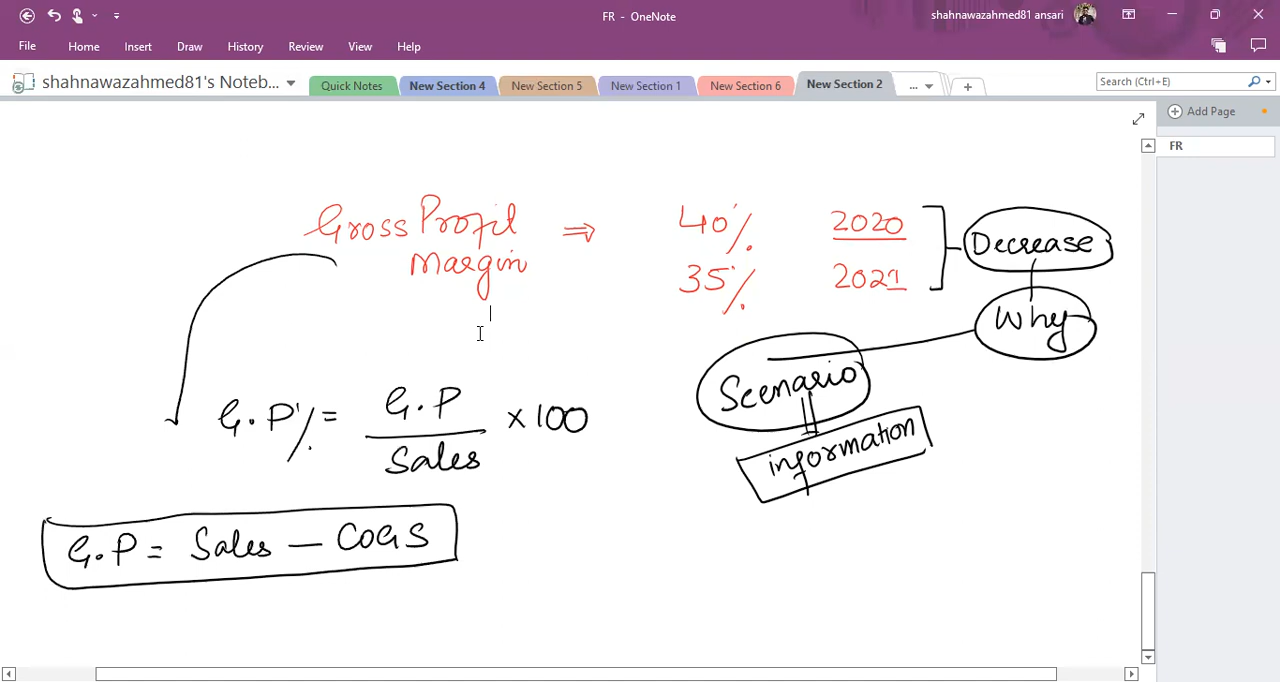 FR - OneNote
shahnawazahmed81 ansari
File Home Insert Draw History Review View Help
shahnawazahmed81's Noteb...
Quick Notes
New Section 4
New Section 5
New Section 1
New Section 6
New Section 2
...
Search (Ctrl+E)
Add Page
FR
Gross Profit Margin ⇒ 40% 2020
35% 2021
Decrease
Why
Scenario
information
G.P% = G.P / Sales × 100
G.P = Sales — COGS